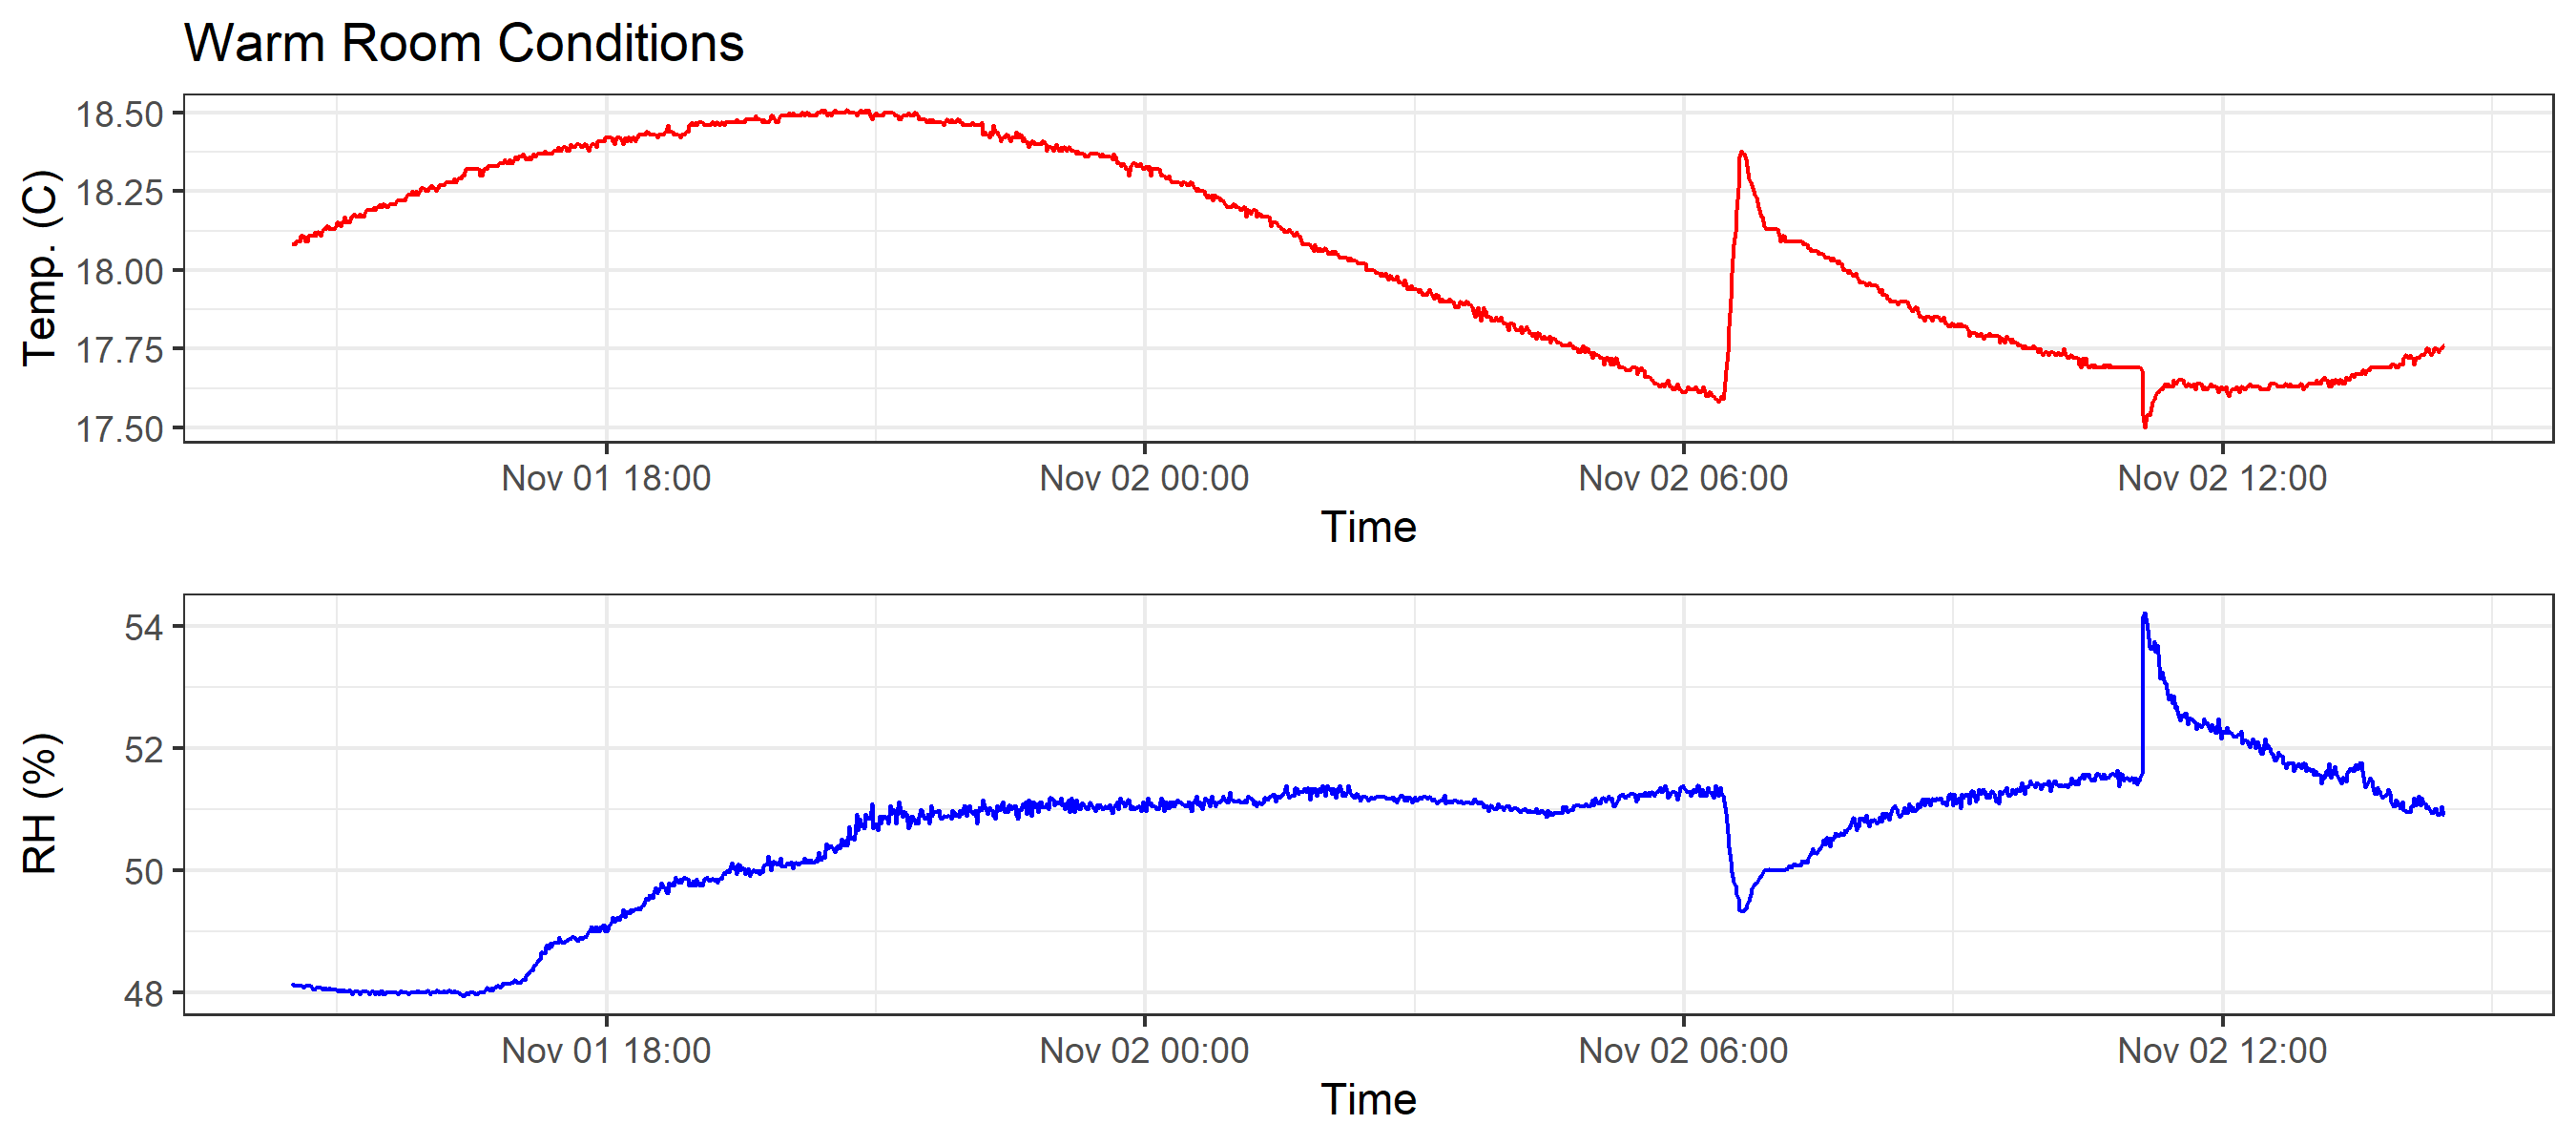 Warm Room Conditions
Temp. (C)
18.50
18.25
18.00
17.75
17.50
Nov 01 18:00 Nov 02 00:00 Nov 02 06:00 Nov 02 12:00
Time
RH (%)
54
52
50
48
Nov 01 18:00 Nov 02 00:00 Nov 02 06:00 Nov 02 12:00
Time